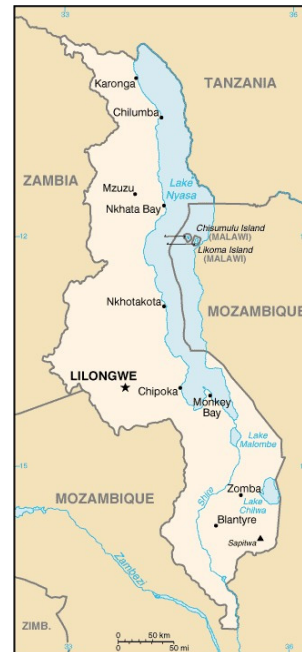 33
36
Karonga
TANZANIA
Chilumba
ZAMBIA
Lake
Nyasa
Mzuzu
Nkhata Bay
Chisumulu Island
(MALAWI)
12
12
Likoma Island
(MALAWI)
Nkhotakota
MOZAMBIQUE
LILONGWE
Chipoka
Monkey
Bay
Lake
Malombe
15
15
MOZAMBIQUE
Shire
Zomba
Lake
Chilwa
Blantyre
Sapitwa
Zambezi
ZIMB.
0 50 km
0 50 mi